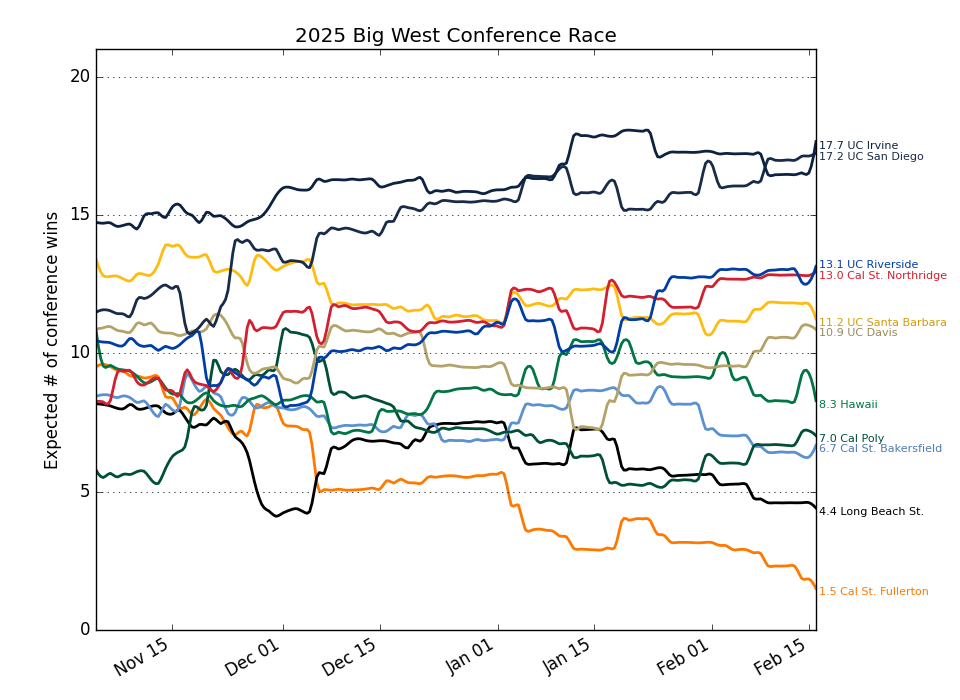 2025 Big West Conference Race
Expected # of conference wins
20
15
10
5
0
Nov 15
Dec 01
Dec 15
Jan 01
Jan 15
Feb 01
Feb 15
17.7 UC Irvine
17.2 UC San Diego
13.1 UC Riverside
13.0 Cal St. Northridge
11.2 UC Santa Barbara
10.9 UC Davis
8.3 Hawaii
7.0 Cal Poly
6.7 Cal St. Bakersfield
4.4 Long Beach St.
1.5 Cal St. Fullerton